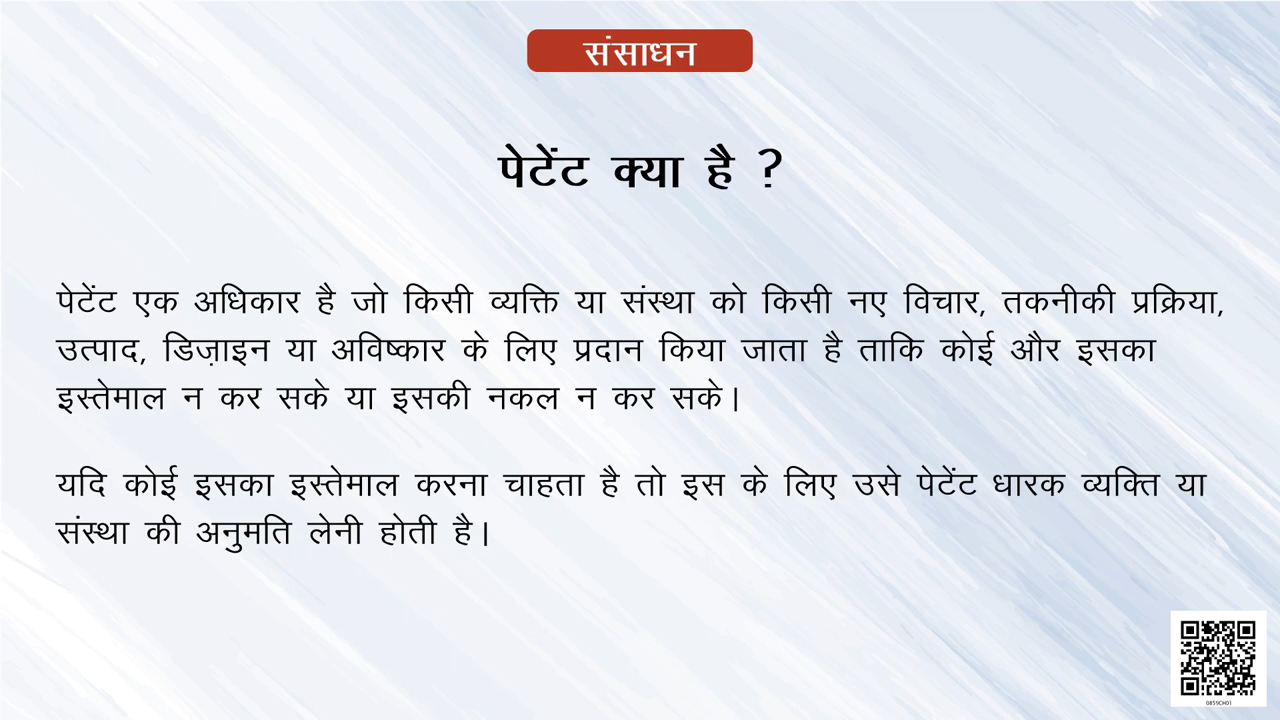 संसाधन
पेटेंट क्या है ?
पेटेंट एक अधिकार है जो किसी व्यक्ति या संस्था को किसी नए विचार, तकनीकी प्रक्रिया,
उत्पाद, डिज़ाइन या अविष्कार के लिए प्रदान किया जाता है ताकि कोई और इसका
इस्तेमाल न कर सके या इसकी नकल न कर सके।
यदि कोई इसका इस्तेमाल करना चाहता है तो इस के लिए उसे पेटेंट धारक व्यक्ति या
संस्था की अनुमति लेनी होती है।
0859CH01